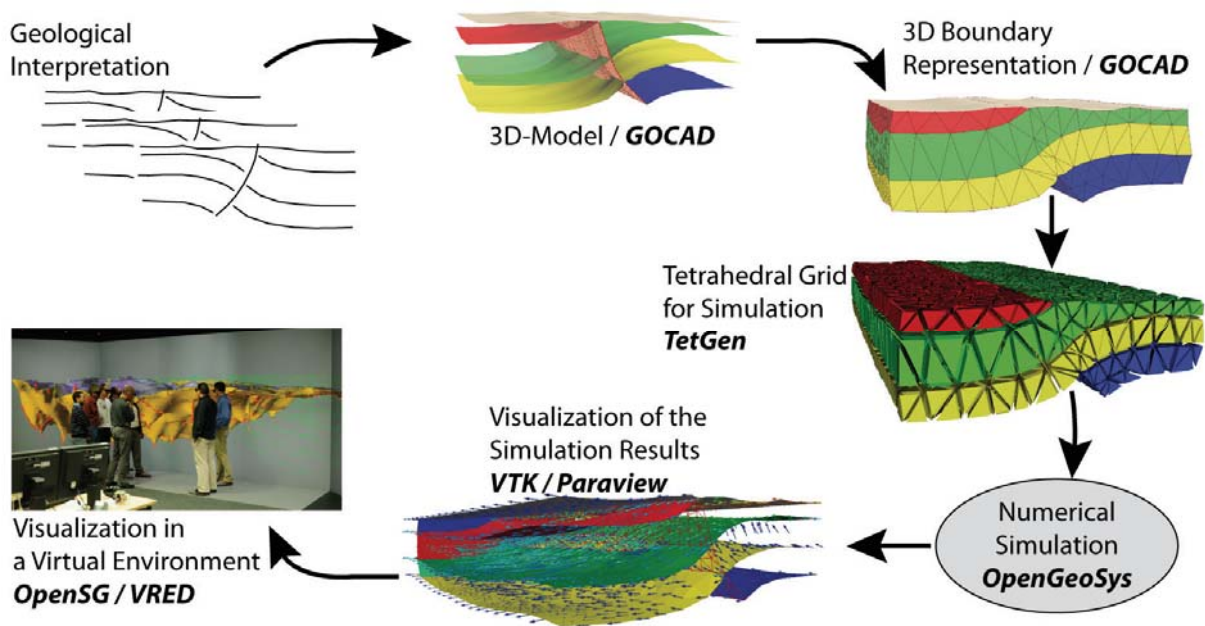 Geological
Interpretation
3D-Model / GOCAD
3D Boundary
Representation / GOCAD
Tetrahedral Grid
for Simulation
TetGen
Numerical
Simulation
OpenGeoSys
Visualization of the
Simulation Results
VTK / Paraview
Visualization in
a Virtual Environment
OpenSG / VRED